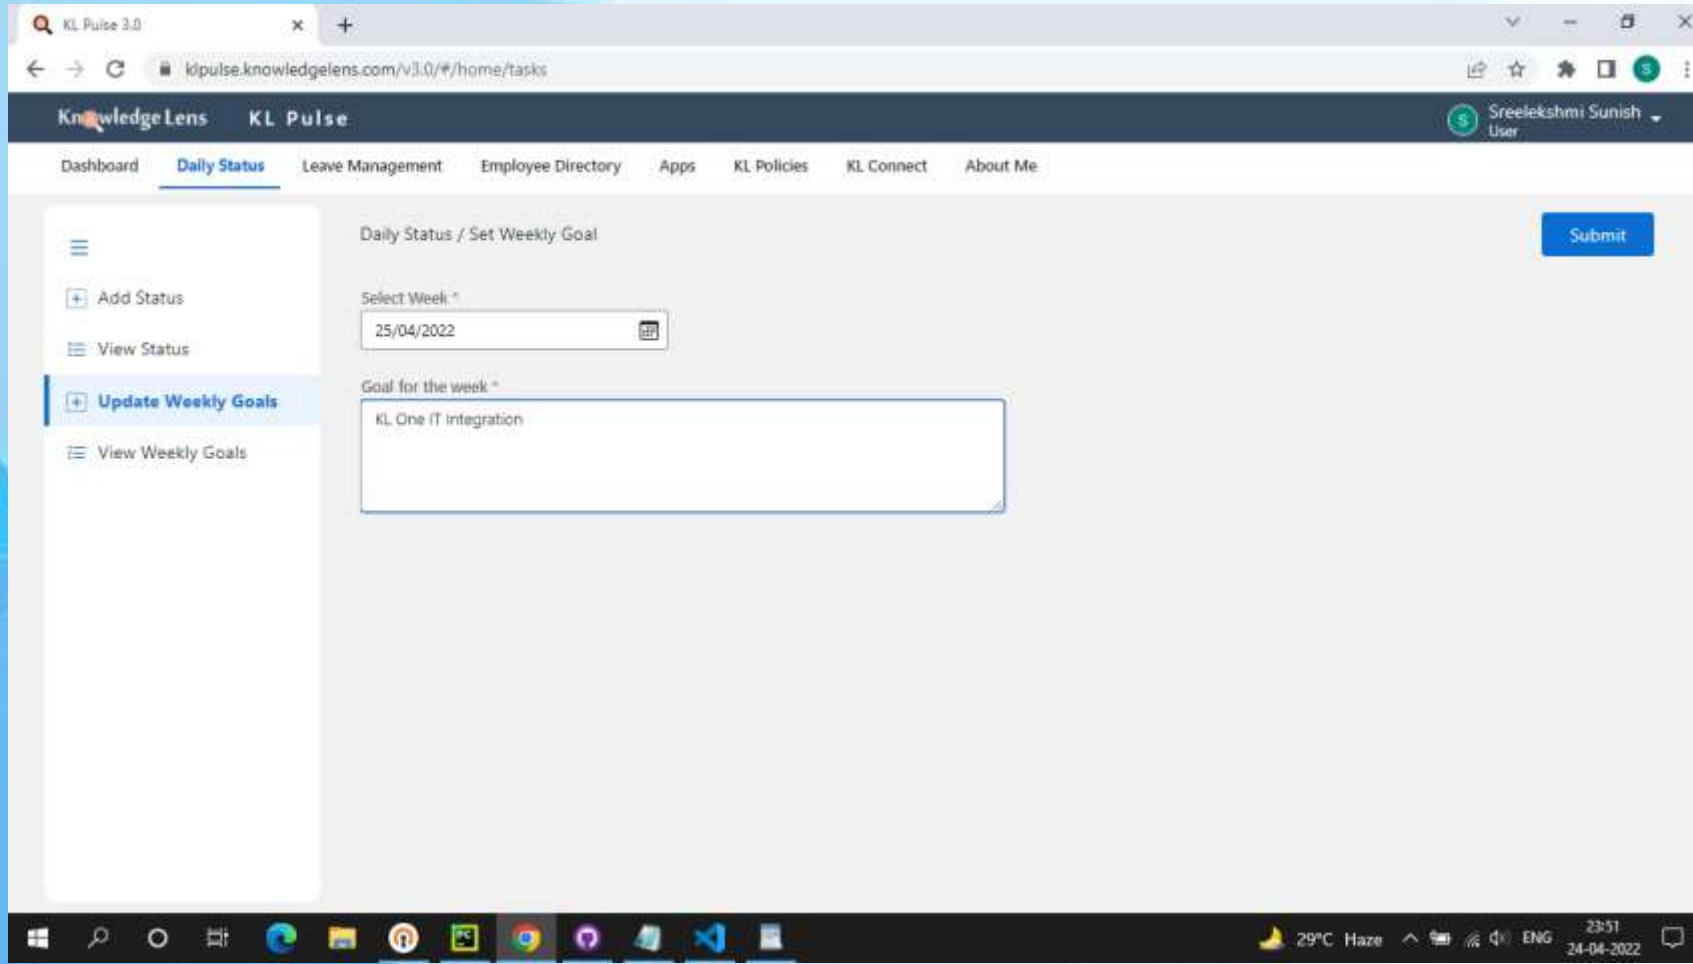 KL Pulse 3.0
klpulse.knowledgelens.com/v3.0/#/home/tasks
S
Knowledge Lens KL Pulse
S Sreelekshmi Sunish
User
Dashboard Daily Status Leave Management Employee Directory Apps KL Policies KL Connect About Me
Daily Status / Set Weekly Goal
Submit
Add Status
View Status
Update Weekly Goals
View Weekly Goals
Select Week *
25/04/2022
Goal for the week *
KL One IT Integration
PC
29°C Haze
ENG
23:51
24-04-2022